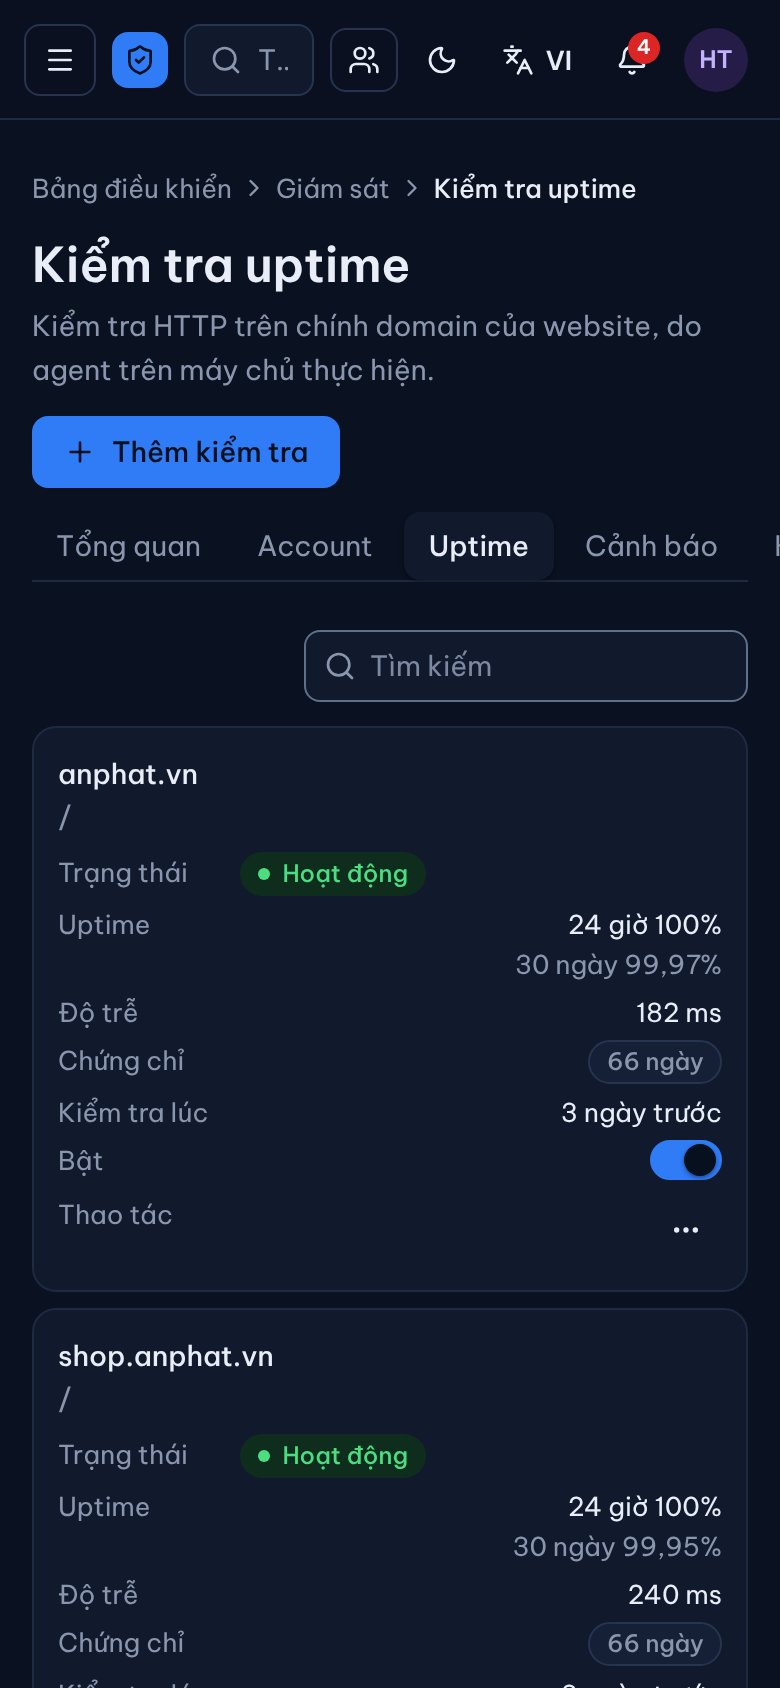 T..
VI
4
HT
Bảng điều khiển > Giám sát > Kiểm tra uptime
Kiểm tra uptime
Kiểm tra HTTP trên chính domain của website, do
agent trên máy chủ thực hiện.
Thêm kiểm tra
Tổng quan Account Uptime Cảnh báo
Tìm kiếm
anphat.vn
/
Trạng thái Hoạt động
Uptime 24 giờ 100%
30 ngày 99,97%
Độ trễ 182 ms
Chứng chỉ 66 ngày
Kiểm tra lúc 3 ngày trước
Bật
Thao tác
shop.anphat.vn
/
Trạng thái Hoạt động
Uptime 24 giờ 100%
30 ngày 99,95%
Độ trễ 240 ms
Chứng chỉ 66 ngày